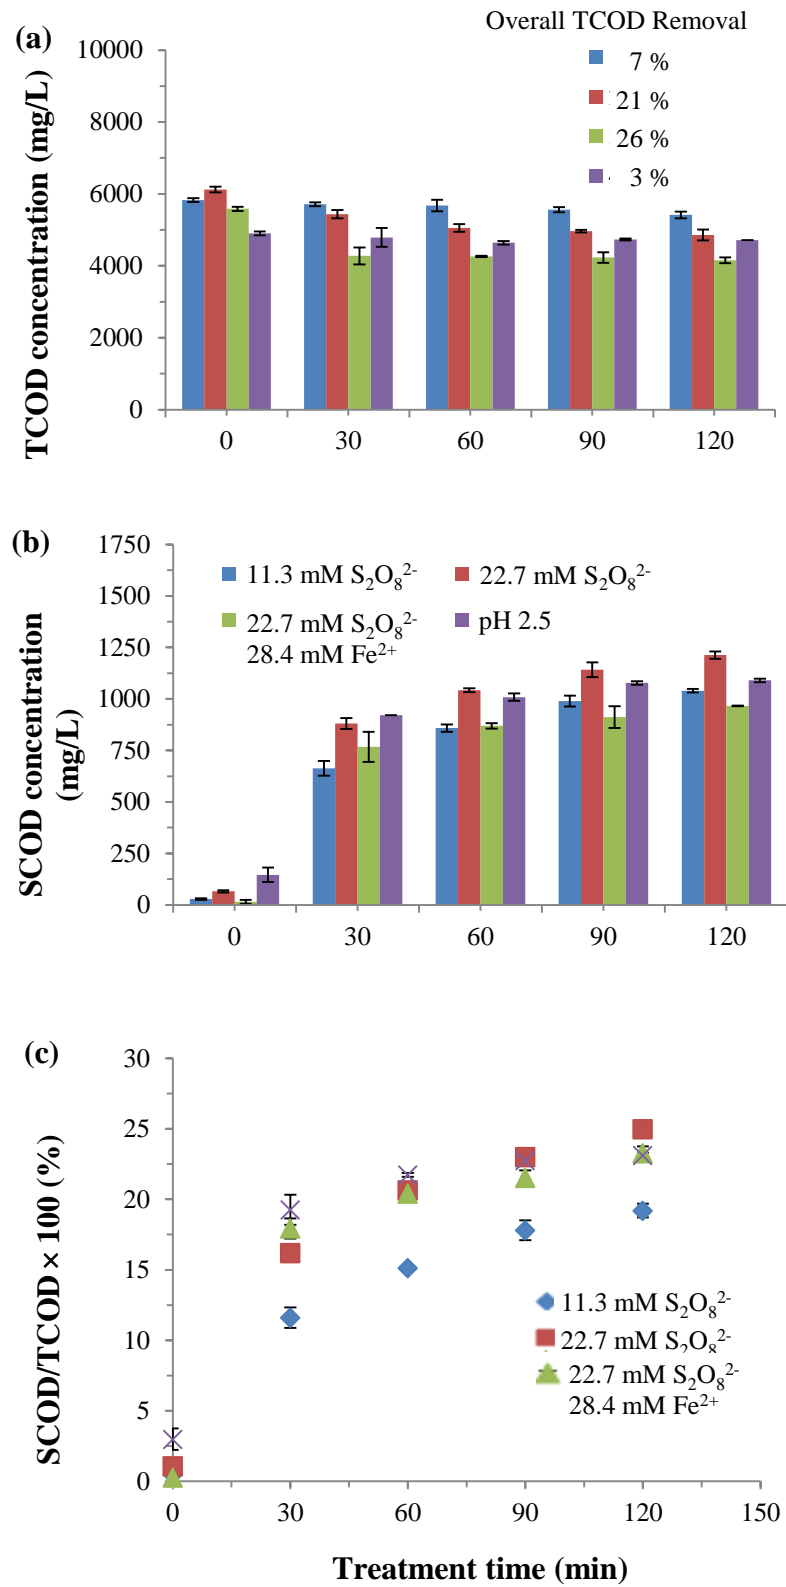 (a)
Overall TCOD Removal
7 %
21 %
26 %
3 %
TCOD concentration (mg/L)
10000
8000
6000
4000
2000
0
0 30 60 90 120
(b)
SCOD concentration
(mg/L)
1750
1500
1250
1000
750
500
250
0
11.3 mM S₂O₈²⁻
22.7 mM S₂O₈²⁻
22.7 mM S₂O₈²⁻
28.4 mM Fe²⁺
pH 2.5
0 30 60 90 120
(c)
SCOD/TCOD × 100 (%)
30
25
20
15
10
5
0
11.3 mM S₂O₈²⁻
22.7 mM S₂O₈²⁻
22.7 mM S₂O₈²⁻
28.4 mM Fe²⁺
0 30 60 90 120 150
Treatment time (min)